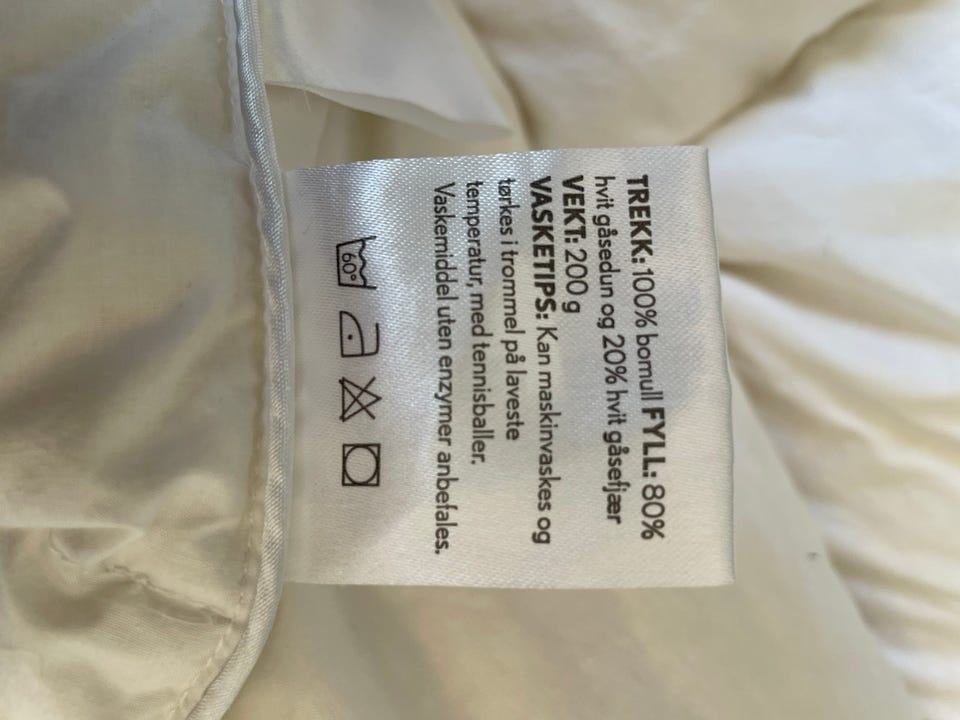 TREKK: 100% bomull FYLL: 80%
hvit gåsedun og 20% hvit gåsefjær
VEKT: 200 g
VASKETIPS: Kan maskinvaskes og
tørkes i trommel på laveste
temperatur, med tennisballer.
Vaskemiddel uten enzymer anbefales.
60°